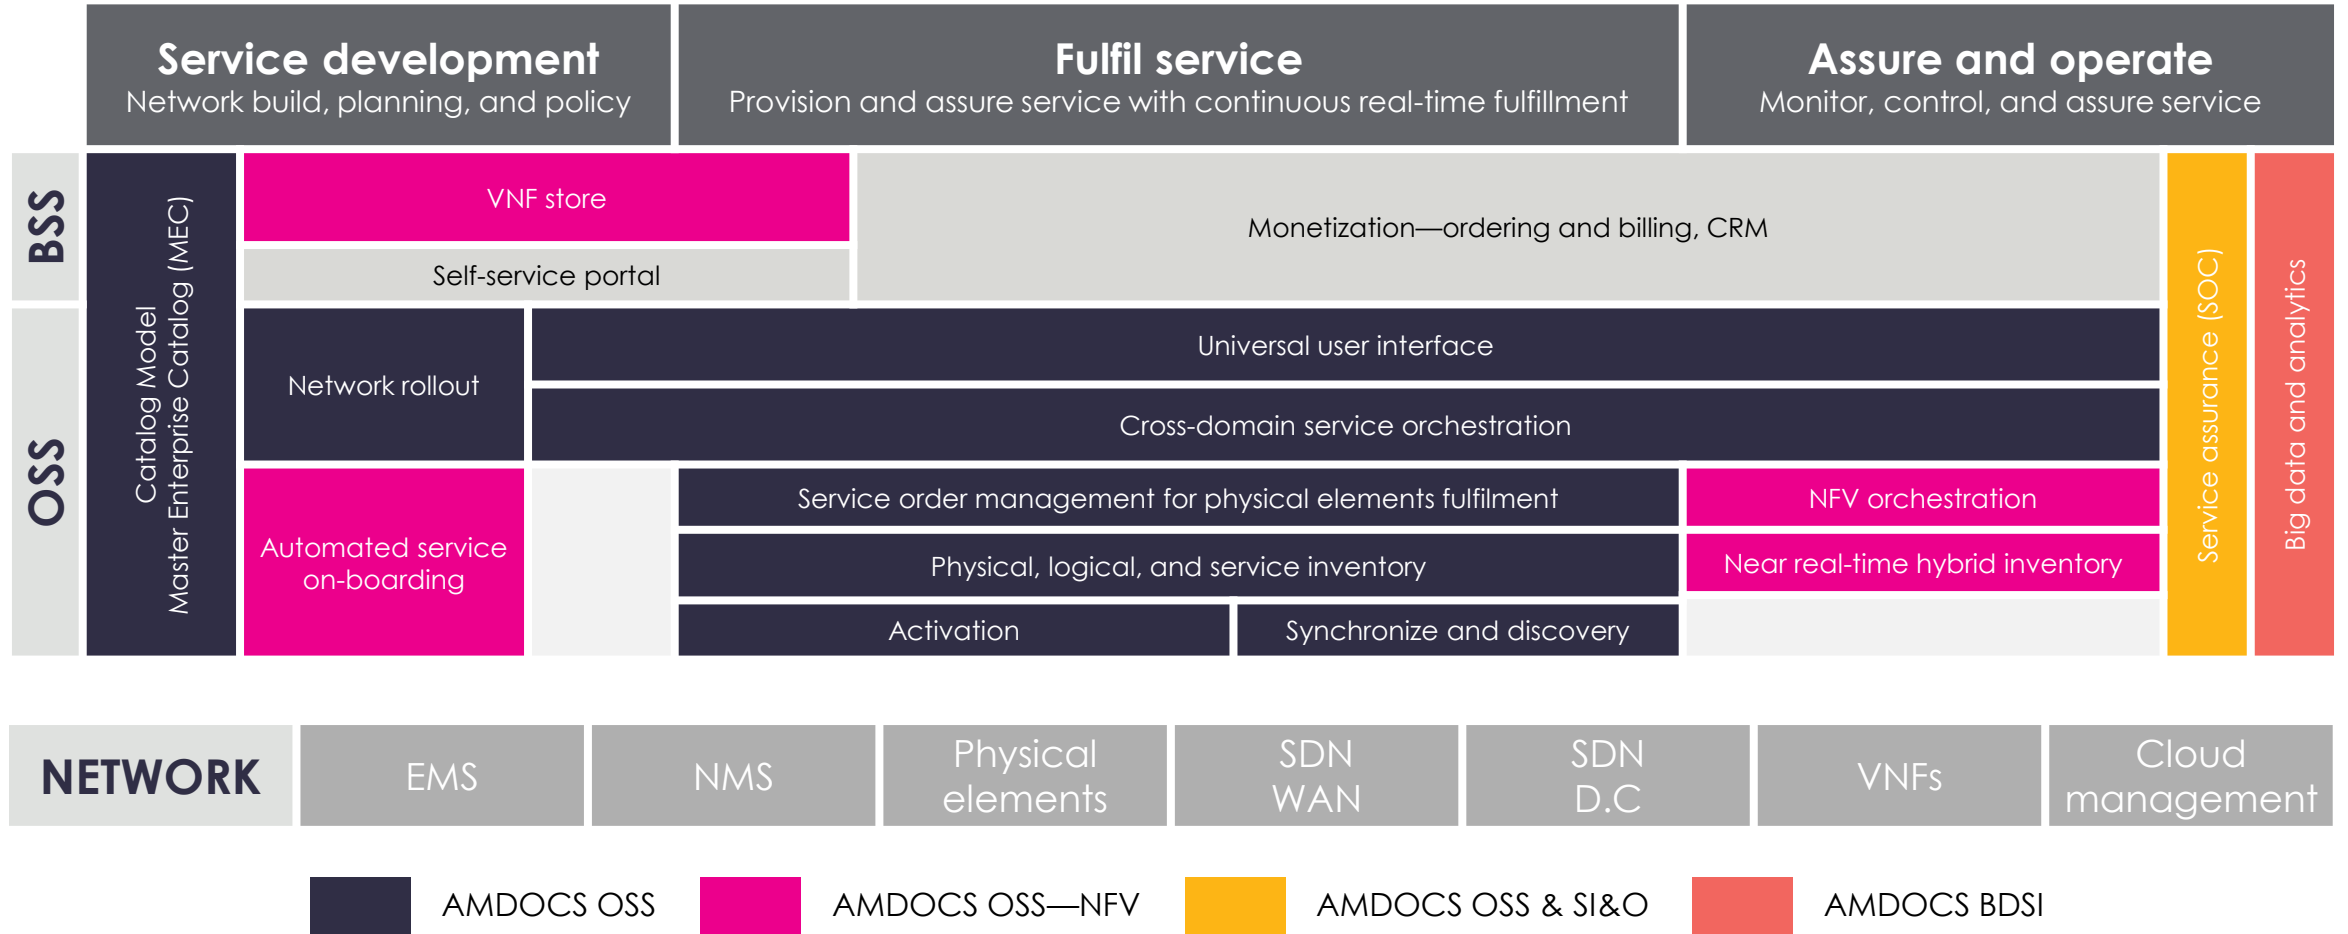 Service development
Network build, planning, and policy
Fulfil service
Provision and assure service with continuous real-time fulfillment
Assure and operate
Monitor, control, and assure service
BSS
OSS
Catalog Model
Master Enterprise Catalog (MEC)
VNF store
Self-service portal
Monetization—ordering and billing, CRM
Network rollout
Universal user interface
Cross-domain service orchestration
Automated service
on-boarding
Service order management for physical elements fulfilment
Physical, logical, and service inventory
Activation
Synchronize and discovery
NFV orchestration
Near real-time hybrid inventory
Service assurance (SOC)
Big data and analytics
NETWORK
EMS
NMS
Physical
elements
SDN
WAN
SDN
D.C
VNFs
Cloud
management
AMDOCS OSS
AMDOCS OSS—NFV
AMDOCS OSS & SI&O
AMDOCS BDSI